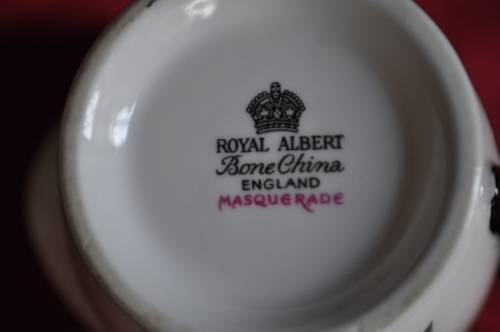 ROYAL ALBERT
Bone China
ENGLAND
MASQUERADE